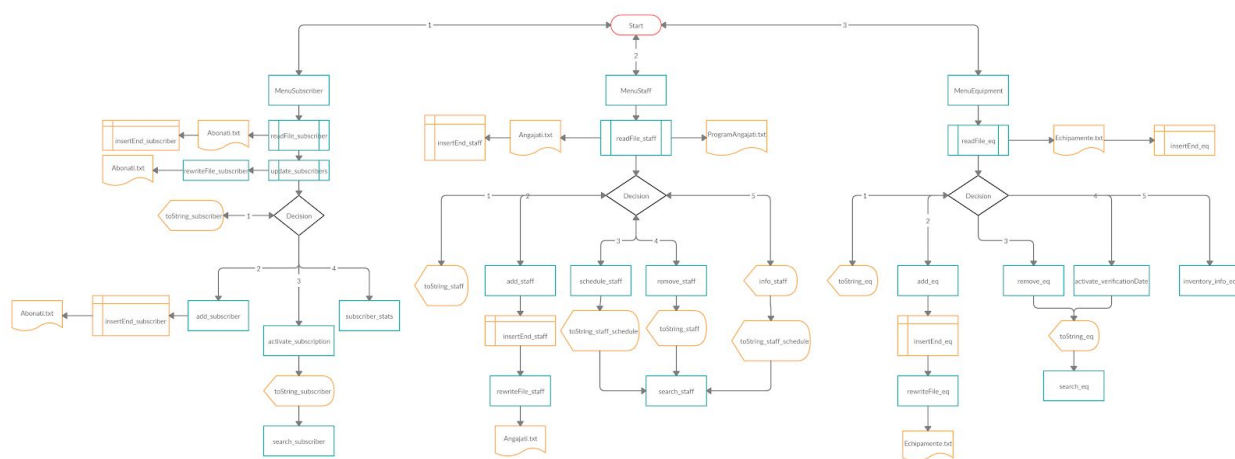 Start
1
2
3
MenuSubscriber
MenuStaff
MenuEquipment
insertEnd_subscriber
Abonati.txt
readFile_subscriber
insertEnd_staff
Angajati.txt
readFile_staff
ProgramAngajati.txt
readFile_eq
Echipamente.txt
insertEnd_eq
Abonati.txt
rewriteFile_subscriber
update_subscribers
toString_subscriber
1
Decision
1
2
Decision
5
1
Decision
4
5
2
3
4
3
4
2
3
toString_staff
add_staff
schedule_staff
remove_staff
info_staff
toString_eq
add_eq
remove_eq
activate_verificationDate
inventory_info_eq
Abonati.txt
insertEnd_subscriber
add_subscriber
subscriber_stats
activate_subscription
insertEnd_staff
toString_staff_schedule
toString_staff
toString_staff_schedule
insertEnd_eq
toString_eq
toString_subscriber
rewriteFile_staff
search_staff
rewriteFile_eq
search_eq
search_subscriber
Angajati.txt
Echipamente.txt